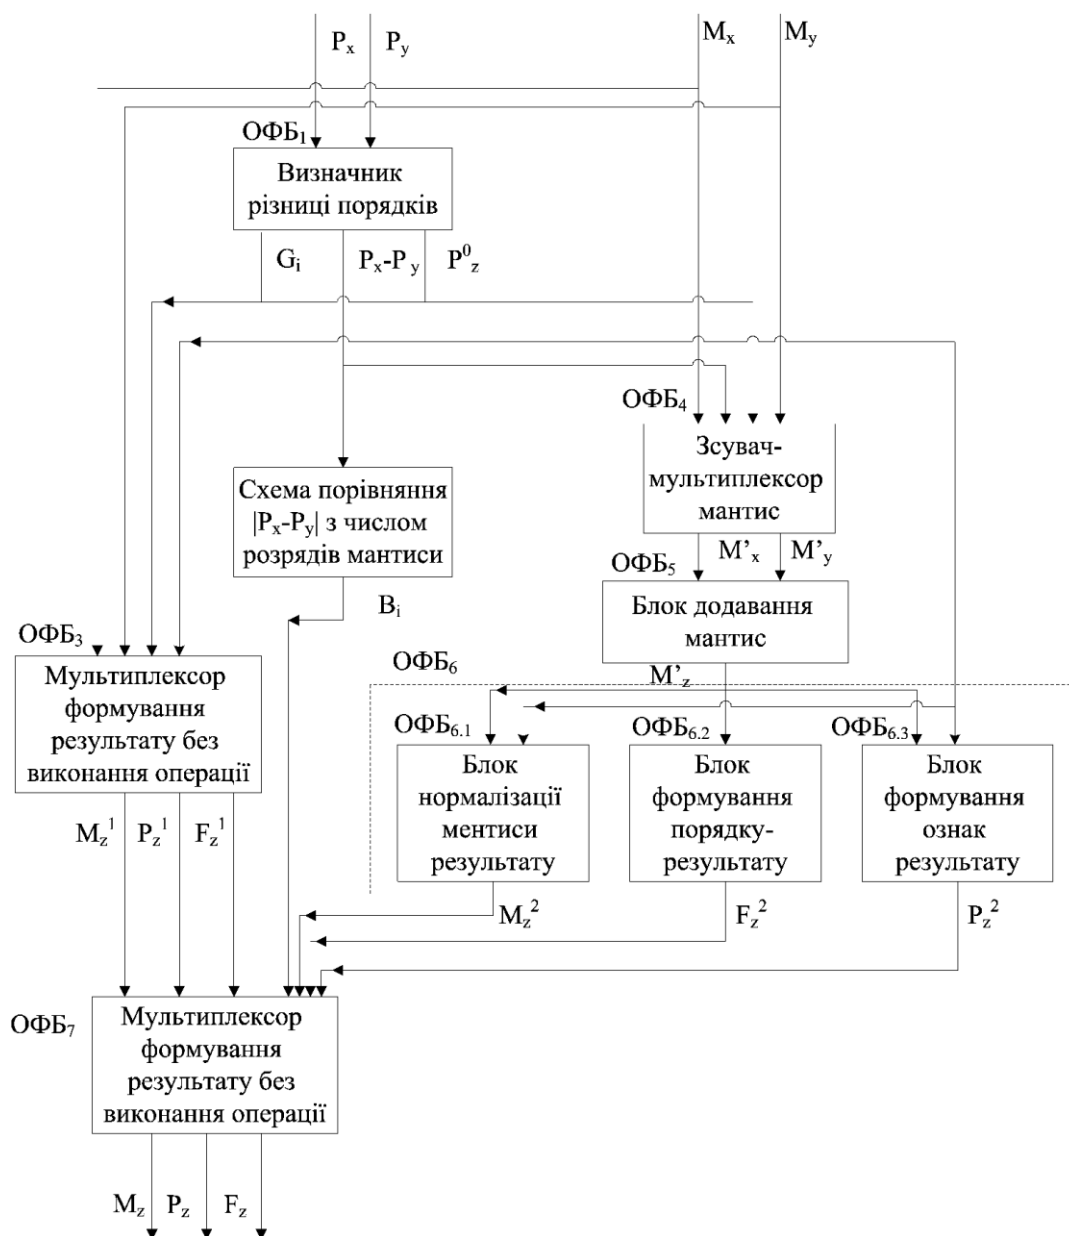 Pₓ Pᵧ Mₓ Mᵧ
ОФБ₁
Визначник
різниці порядків
Gᵢ Pₓ-Pᵧ P⁰z
ОФБ₄
Зсувач-
мультиплексор
мантис
Схема порівняння
|Pₓ-Pᵧ| з числом
розрядів мантиси
M’ₓ M’ᵧ
ОФБ₅
Блок додавання
мантис
Bᵢ
ОФБ₃
Мультиплексор
формування
результату без
виконання операції
ОФБ₆
M’z
ОФБ₆.₁ ОФБ₆.₂ ОФБ₆.₃
Блок
нормалізації
ментиси
результату
Блок
формування
порядку-
результату
Блок
формування
ознак
результату
Mz¹ Pz¹ Fz¹
Mz² Fz² Pz²
ОФБ₇
Мультиплексор
формування
результату без
виконання операції
Mz Pz Fz